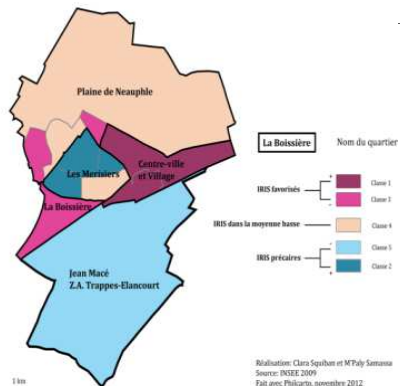 Plaine de Neauphle
Les Merisiers
Centre-ville
et Village
La Boissière
Jean Macé
Z.A. Trappes-Elancourt
1 km
La Boissière
Nom du quartier
IRIS favorisés
+
-
Classe 1
Classe 3
IRIS dans la moyenne basse
Classe 4
IRIS précaires
-
+
Classe 5
Classe 2
Réalisation: Clara Squiban et M'Paly Samassa
Source: INSEE 2009
Fait avec Philcarto, novembre 2012